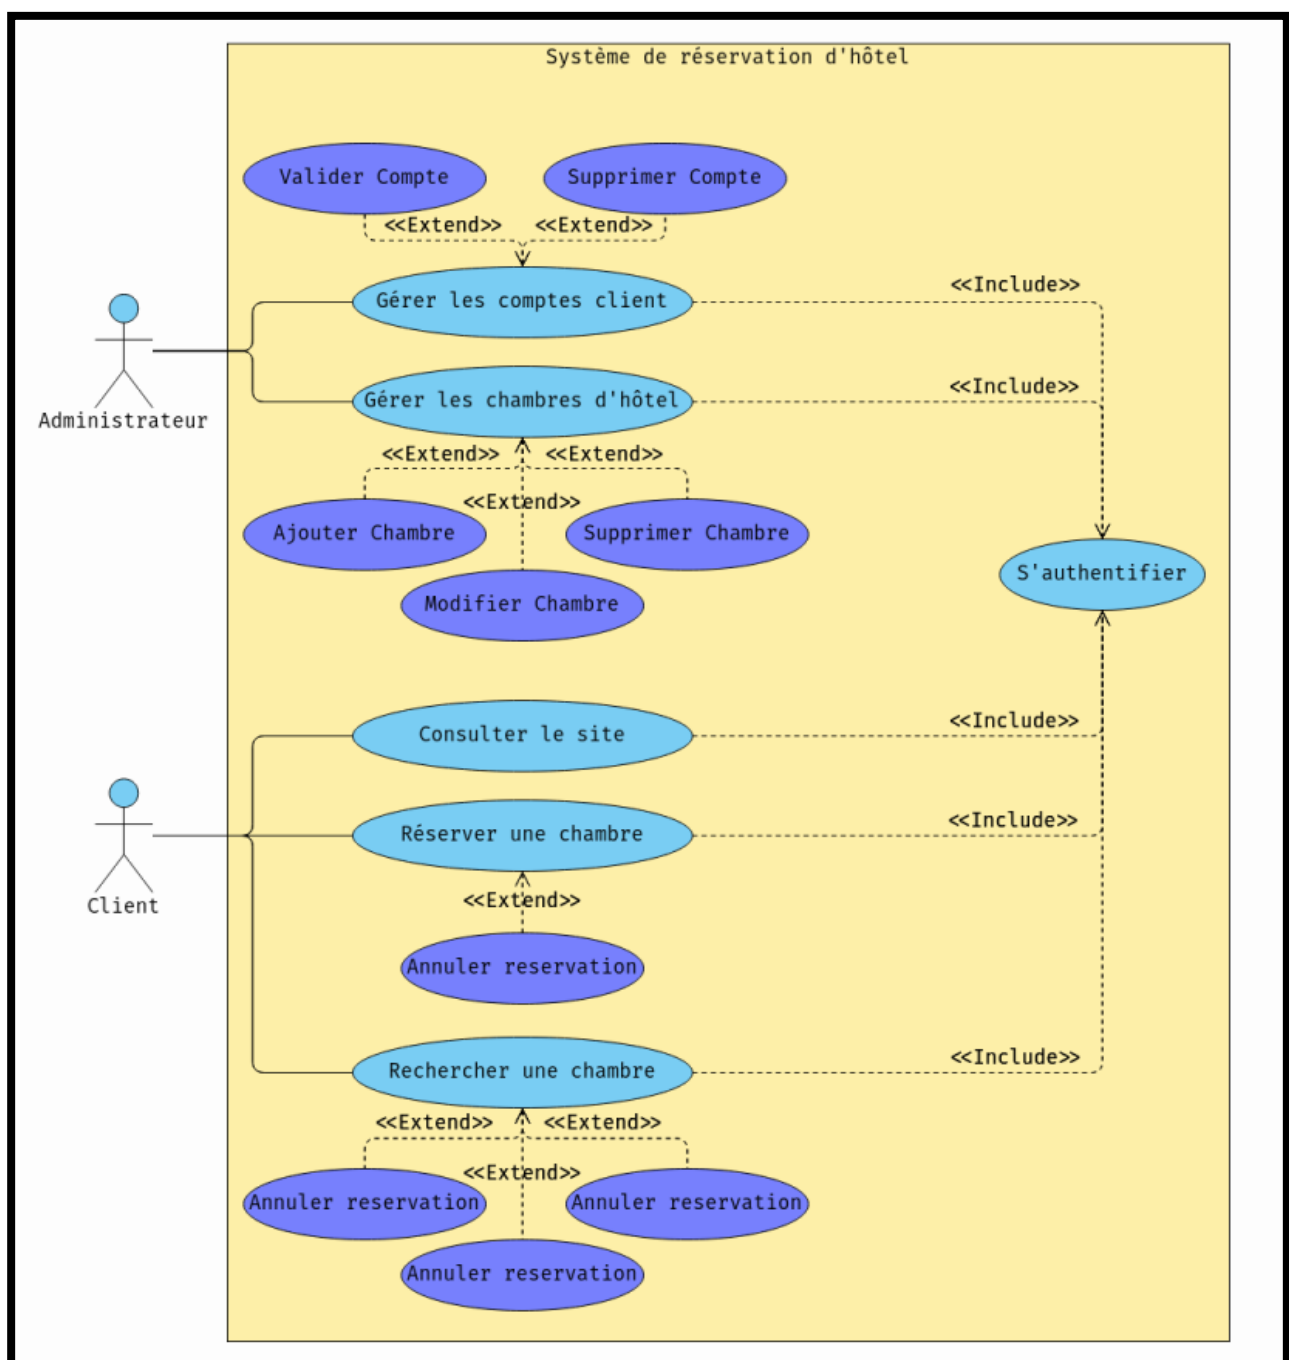 Système de réservation d'hôtel
Valider Compte
Supprimer Compte
<<Extend>>
<<Extend>>
Gérer les comptes client
<<Include>>
Administrateur
Gérer les chambres d'hôtel
<<Include>>
<<Extend>>
<<Extend>>
<<Extend>>
Ajouter Chambre
Supprimer Chambre
Modifier Chambre
S'authentifier
Consulter le site
<<Include>>
Client
Réserver une chambre
<<Include>>
<<Extend>>
Annuler reservation
Rechercher une chambre
<<Include>>
<<Extend>>
<<Extend>>
<<Extend>>
Annuler reservation
Annuler reservation
Annuler reservation